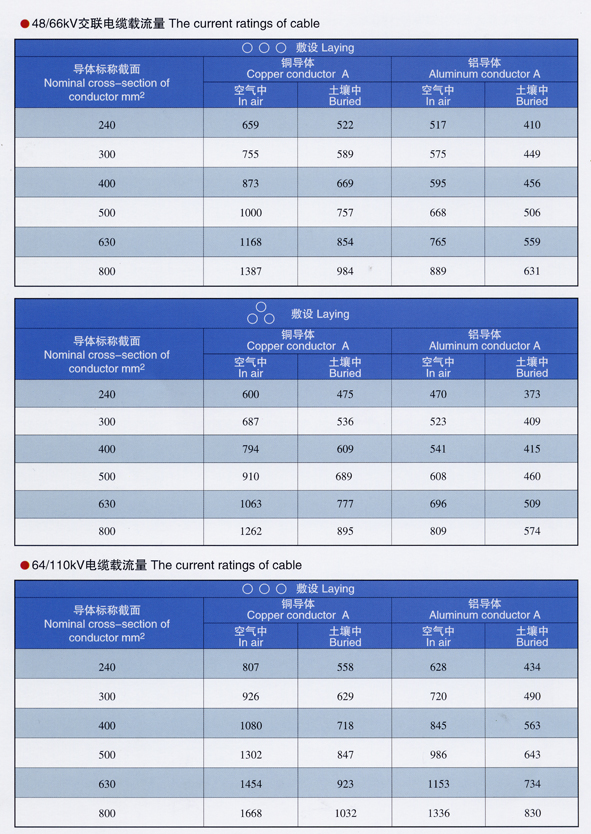 48/66kV交联电缆载流量 The current ratings of cable
○ ○ ○ 敷设 Laying
导体标称截面
Nominal cross-section of
conductor mm²
铜导体
Copper conductor A
铝导体
Aluminum conductor A
空气中
In air
土壤中
Buried
空气中
In air
土壤中
Buried
240 659 522 517 410
300 755 589 575 449
400 873 669 595 456
500 1000 757 668 506
630 1168 854 765 559
800 1387 984 889 631
敷设 Laying
导体标称截面
Nominal cross-section of
conductor mm²
铜导体
Copper conductor A
铝导体
Aluminum conductor A
空气中
In air
土壤中
Buried
空气中
In air
土壤中
Buried
240 600 475 470 373
300 687 536 523 409
400 794 609 541 415
500 910 689 608 460
630 1063 777 696 509
800 1262 895 809 574
64/110kV电缆载流量 The current ratings of cable
○ ○ ○ 敷设 Laying
导体标称截面
Nominal cross-section of
conductor mm²
铜导体
Copper conductor A
铝导体
Aluminum conductor A
空气中
In air
土壤中
Buried
空气中
In air
土壤中
Buried
240 807 558 628 434
300 926 629 720 490
400 1080 718 845 563
500 1302 847 986 643
630 1454 923 1153 734
800 1668 1032 1336 830